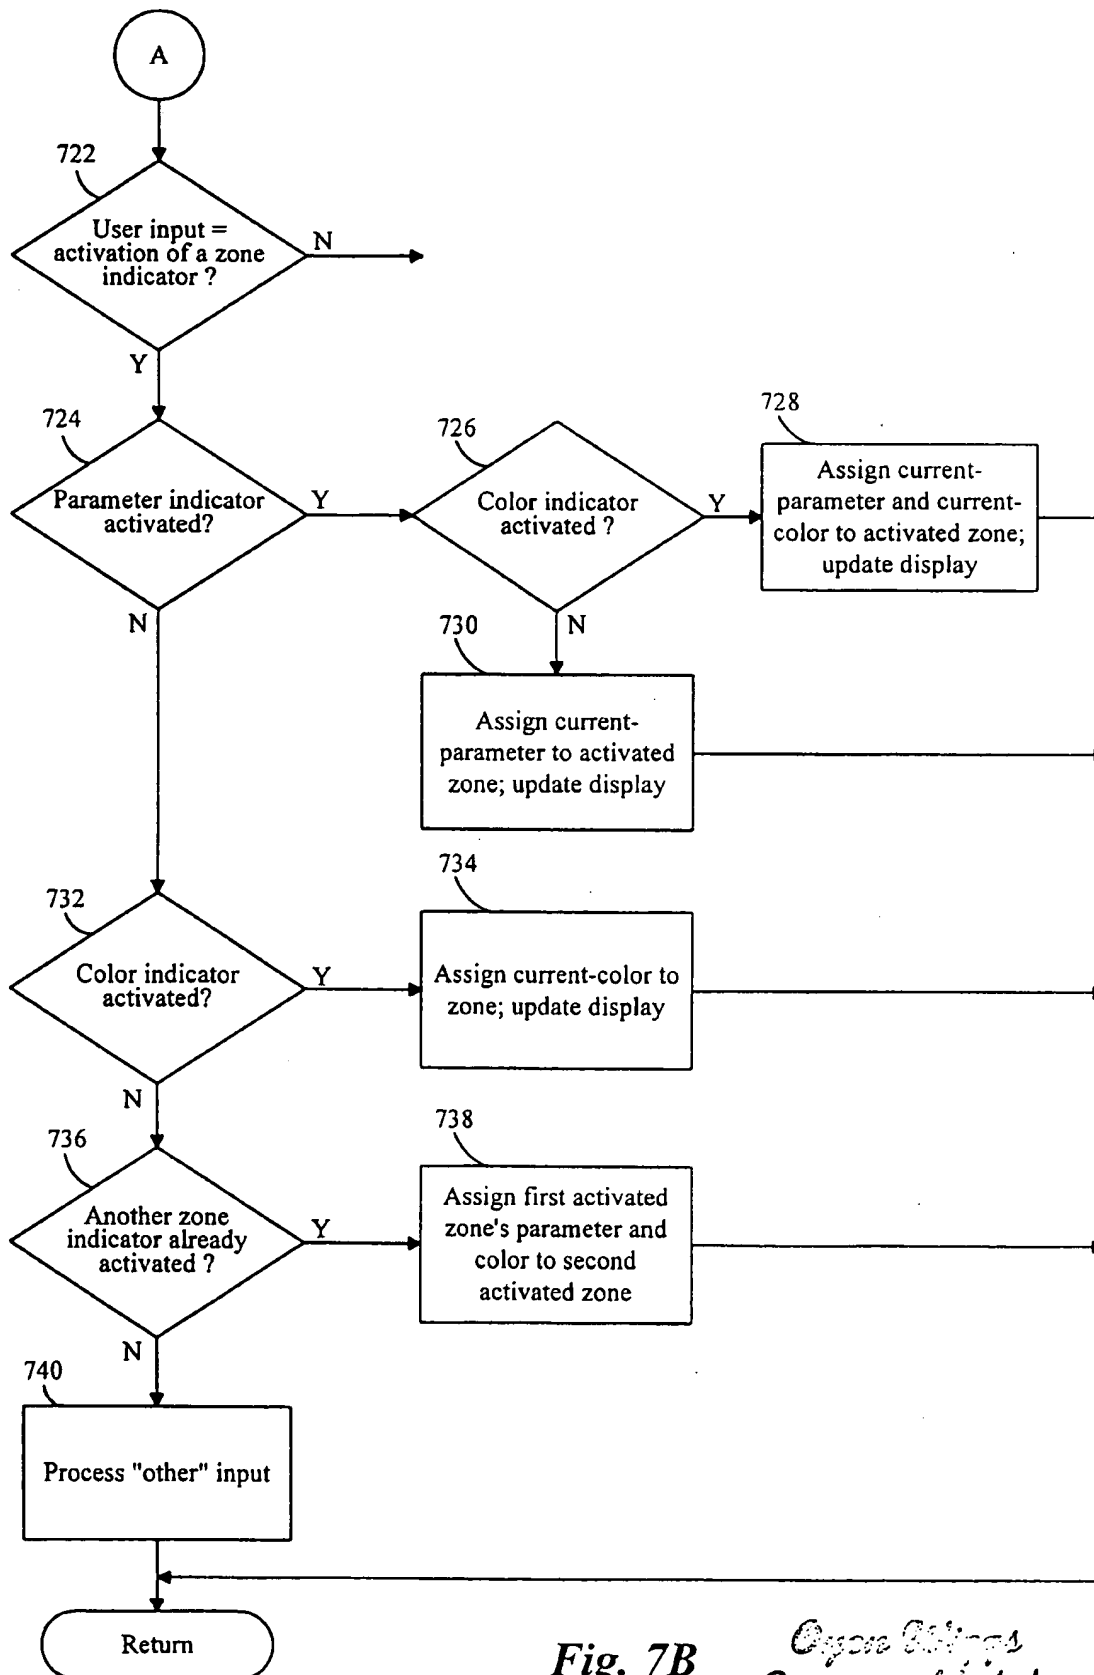 A
722
User input =
activation of a zone
indicator ?
N
Y
724
Parameter indicator
activated?
Y
N
726
Color indicator
activated ?
Y
N
728
Assign current-
parameter and current-
color to activated zone;
update display
730
Assign current-
parameter to activated
zone; update display
732
Color indicator
activated?
Y
N
734
Assign current-color to
zone; update display
736
Another zone
indicator already
activated ?
Y
N
738
Assign first activated
zone's parameter and
color to second
activated zone
740
Process "other" input
Return
Fig. 7B